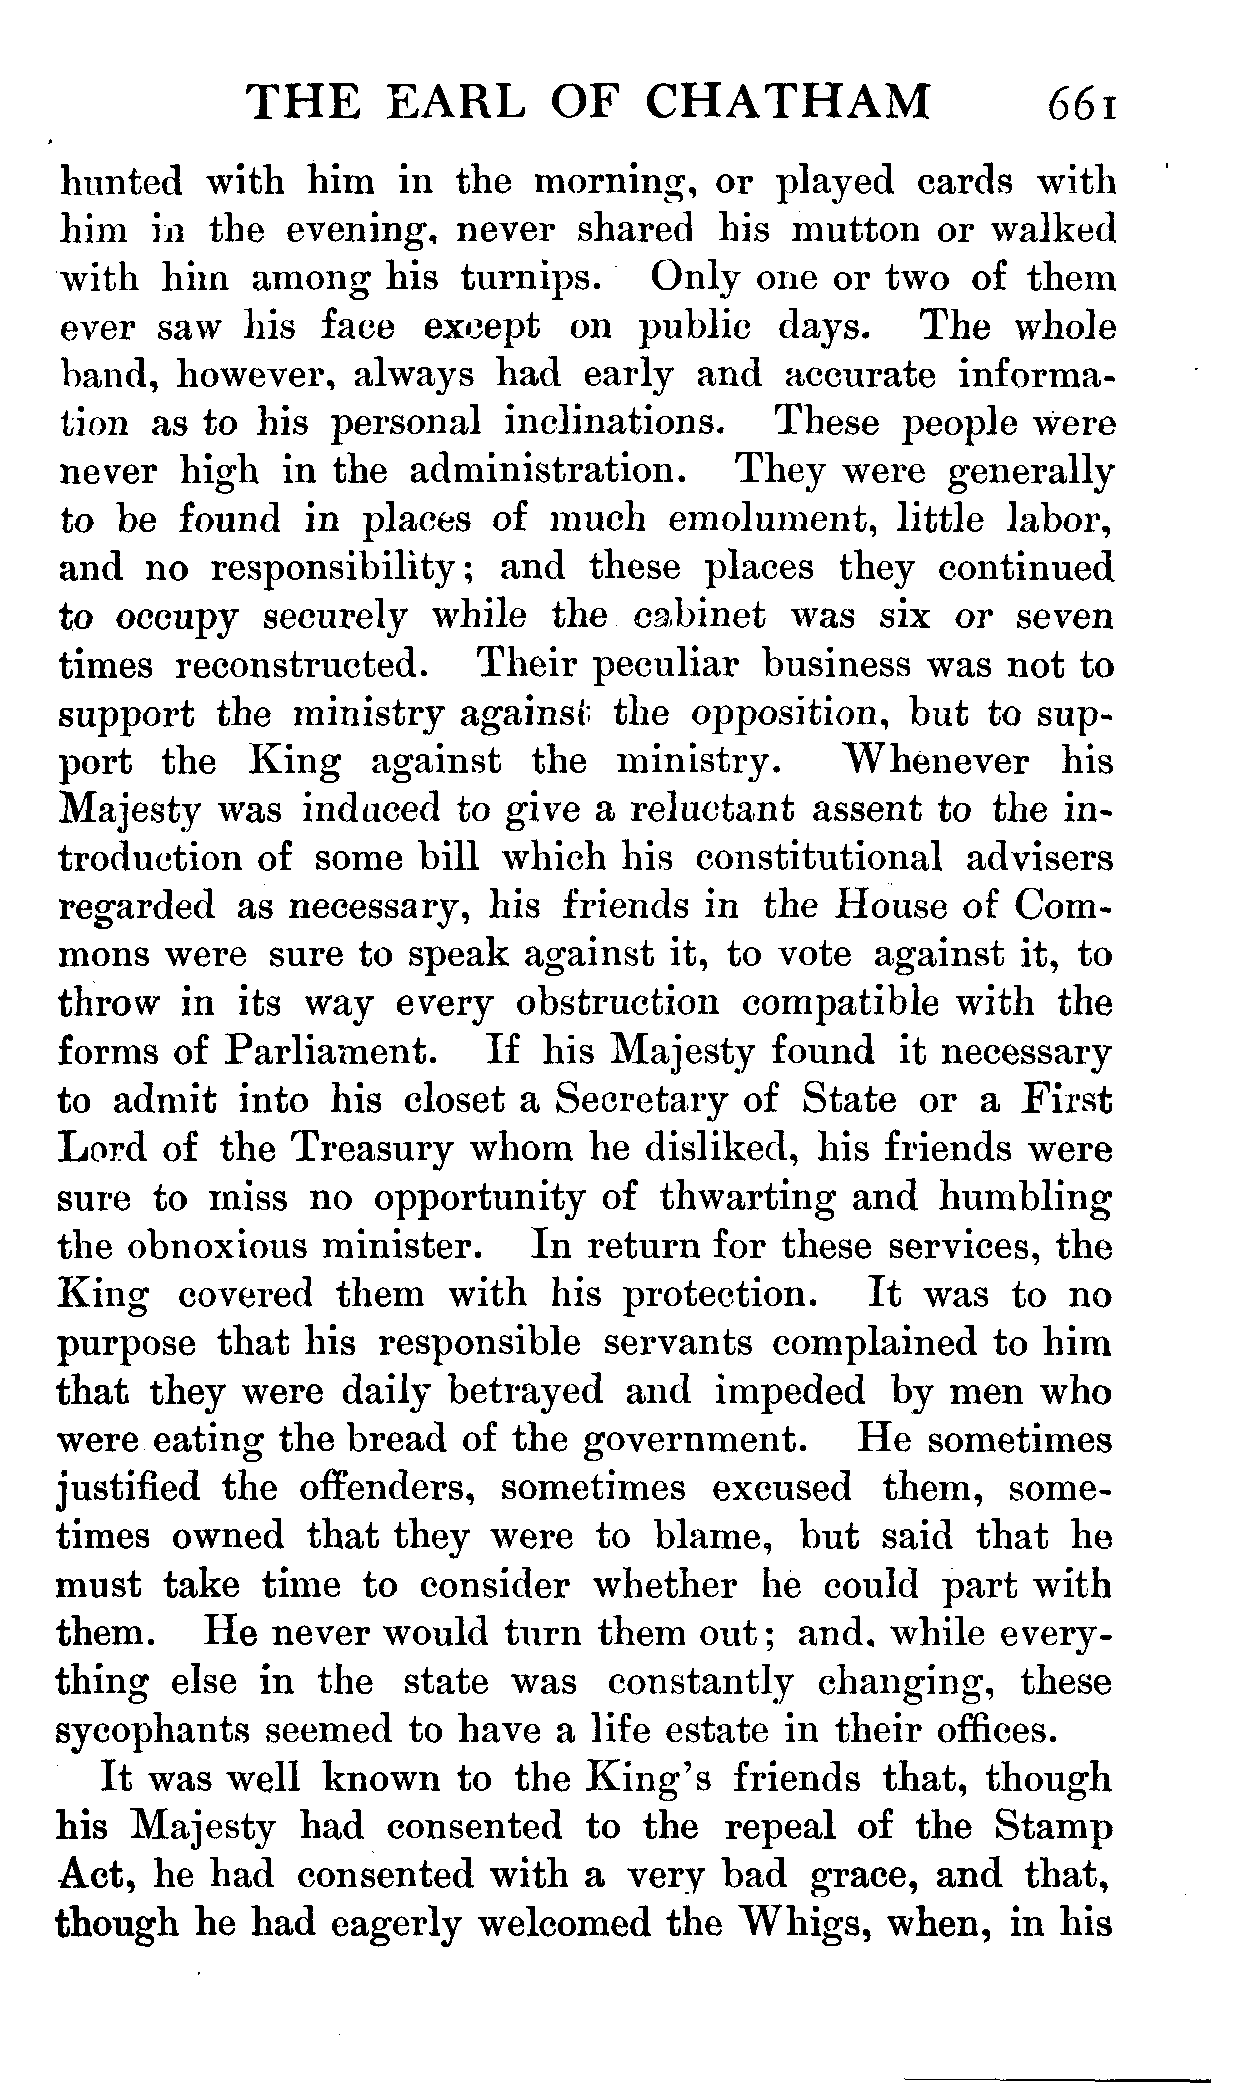 THE EARL OF CHATHAM 661
hunted with him in the morning, or played cards with
him in the evening, never shared his mutton or walked
with him among his turnips. Only one or two of them
ever saw his face except on public days. The whole
band, however, always had early and accurate informa-
tion as to his personal inclinations. These people were
never high in the administration. They were generally
to be found in places of much emolument, little labor,
and no responsibility; and these places they continued
to occupy securely while the cabinet was six or seven
times reconstructed. Their peculiar business was not to
support the ministry against the opposition, but to sup-
port the King against the ministry. Whenever his
Majesty was induced to give a reluctant assent to the in-
troduction of some bill which his constitutional advisers
regarded as necessary, his friends in the House of Com-
mons were sure to speak against it, to vote against it, to
throw in its way every obstruction compatible with the
forms of Parliament. If his Majesty found it necessary
to admit into his closet a Secretary of State or a First
Lord of the Treasury whom he disliked, his friends were
sure to miss no opportunity of thwarting and humbling
the obnoxious minister. In return for these services, the
King covered them with his protection. It was to no
purpose that his responsible servants complained to him
that they were daily betrayed and impeded by men who
were eating the bread of the government. He sometimes
justified the offenders, sometimes excused them, some-
times owned that they were to blame, but said that he
must take time to consider whether he could part with
them. He never would turn them out; and, while every-
thing else in the state was constantly changing, these
sycophants seemed to have a life estate in their offices.
It was well known to the King's friends that, though
his Majesty had consented to the repeal of the Stamp
Act, he had consented with a very bad grace, and that,
though he had eagerly welcomed the Whigs, when, in his